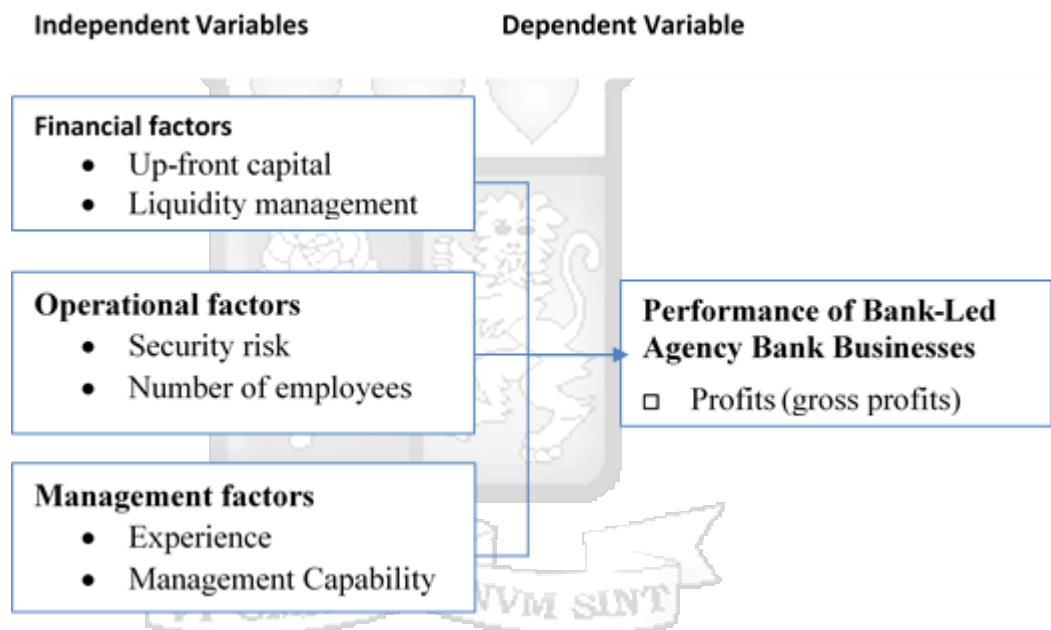 Independent Variables
Dependent Variable
Financial factors
• Up-front capital
• Liquidity management
Operational factors
• Security risk
• Number of employees
Management factors
• Experience
• Management Capability
Performance of Bank-Led
Agency Bank Businesses
□ Profits (gross profits)
SINT